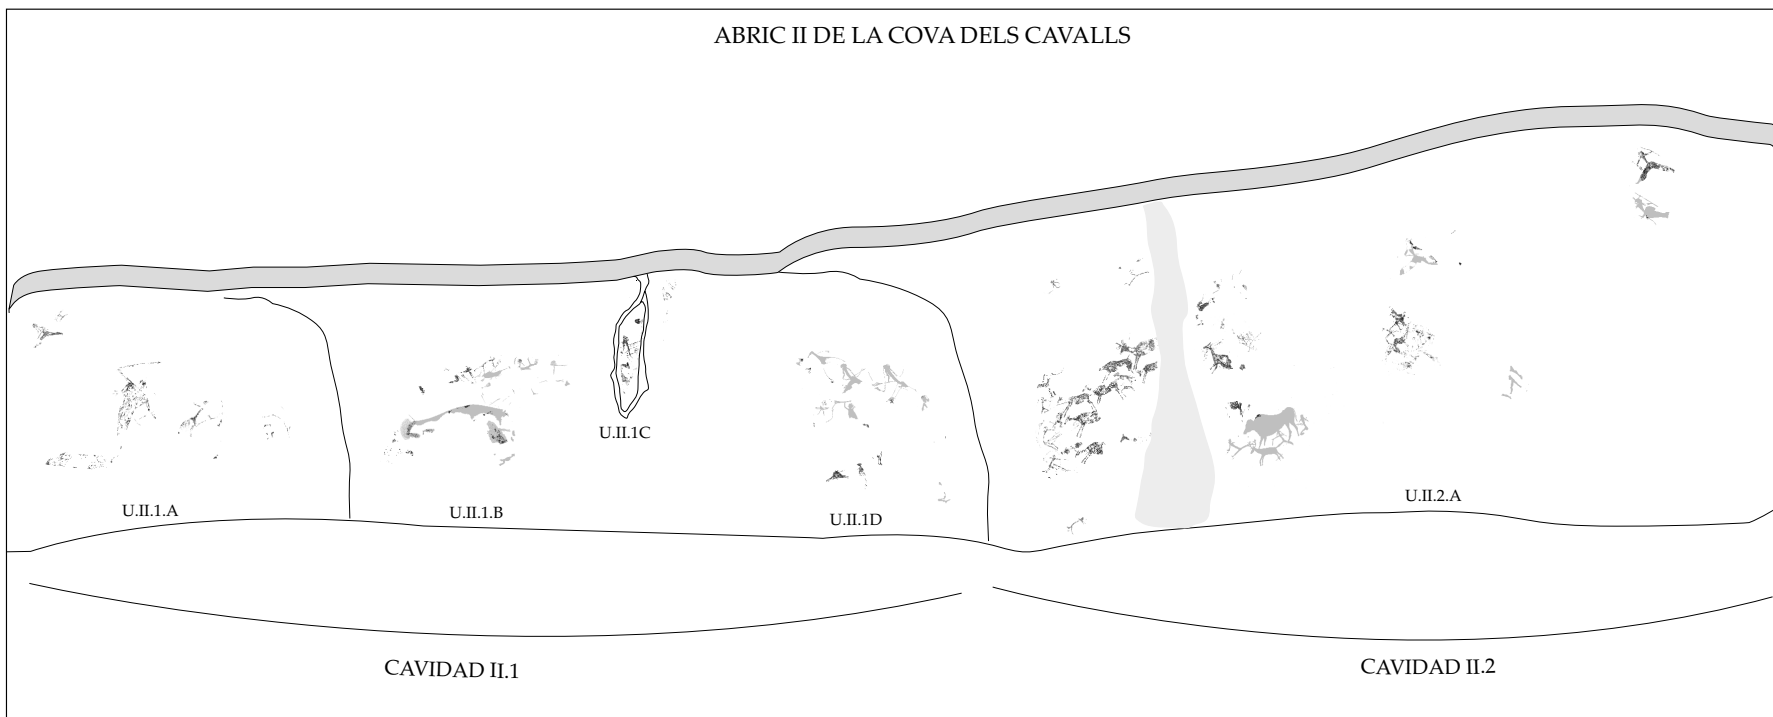 ABRIC II DE LA COVA DELS CAVALLS
U.II.1C
U.II.1.A
U.II.1.B
U.II.1D
U.II.2.A
CAVIDAD II.1
CAVIDAD II.2